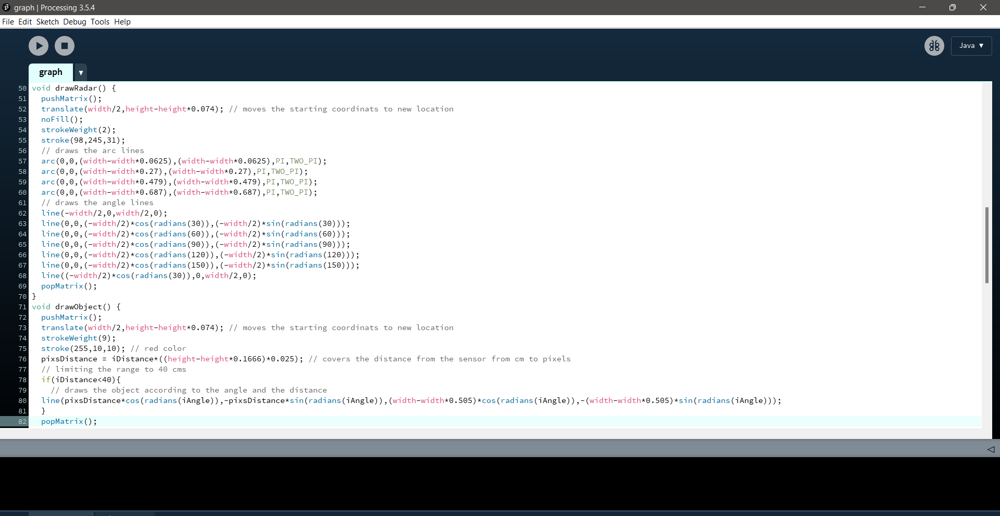 graph | Processing 3.5.4
File Edit Sketch Debug Tools Help
Java ▼
graph ▼
50 void drawRadar() {
51   pushMatrix();
52   translate(width/2,height-height*0.074); // moves the starting coordinats to new location
53   noFill();
54   strokeWeight(2);
55   stroke(98,245,31);
56   // draws the arc lines
57   arc(0,0,(width-width*0.0625),(width-width*0.0625),PI,TWO_PI);
58   arc(0,0,(width-width*0.27),(width-width*0.27),PI,TWO_PI);
59   arc(0,0,(width-width*0.479),(width-width*0.479),PI,TWO_PI);
60   arc(0,0,(width-width*0.687),(width-width*0.687),PI,TWO_PI);
61   // draws the angle lines
62   line(-width/2,0,width/2,0);
63   line(0,0,(-width/2)*cos(radians(30)),(-width/2)*sin(radians(30)));
64   line(0,0,(-width/2)*cos(radians(60)),(-width/2)*sin(radians(60)));
65   line(0,0,(-width/2)*cos(radians(90)),(-width/2)*sin(radians(90)));
66   line(0,0,(-width/2)*cos(radians(120)),(-width/2)*sin(radians(120)));
67   line(0,0,(-width/2)*cos(radians(150)),(-width/2)*sin(radians(150)));
68   line((-width/2)*cos(radians(30)),0,width/2,0);
69   popMatrix();
70 }
71 void drawObject() {
72   pushMatrix();
73   translate(width/2,height-height*0.074); // moves the starting coordinats to new location
74   strokeWeight(9);
75   stroke(255,10,10); // red color
76   pixsDistance = iDistance*((height-height*0.1666)*0.025); // covers the distance from the sensor from cm to pixels
77   // limiting the range to 40 cms
78   if(iDistance<40){
79     // draws the object according to the angle and the distance
80   line(pixsDistance*cos(radians(iAngle)),-pixsDistance*sin(radians(iAngle)),(width-width*0.505)*cos(radians(iAngle)),-(width-width*0.505)*sin(radians(iAngle)));
81   }
82   popMatrix();